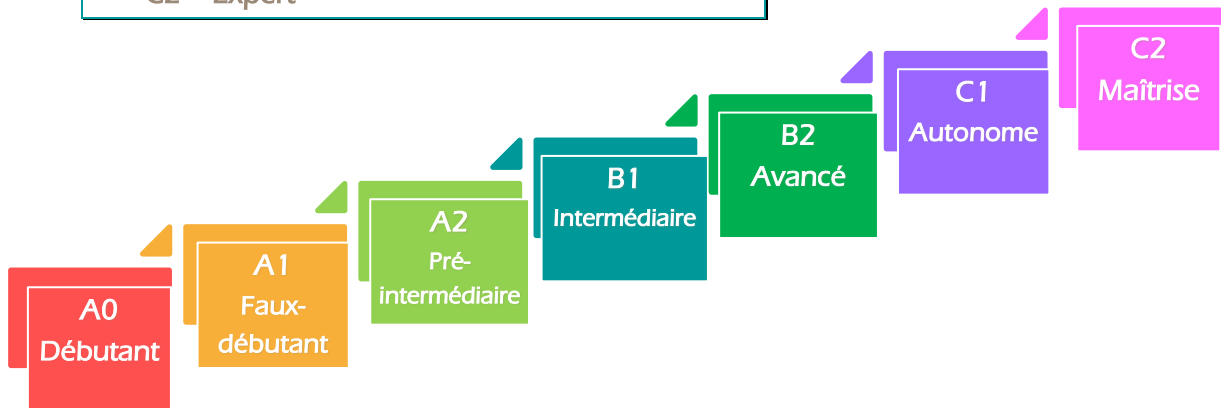 C2 – Expert
C2
Maîtrise
C1
Autonome
B2
Avancé
B1
Intermédiaire
A2
Pré-
intermédiaire
A1
Faux-
débutant
A0
Débutant